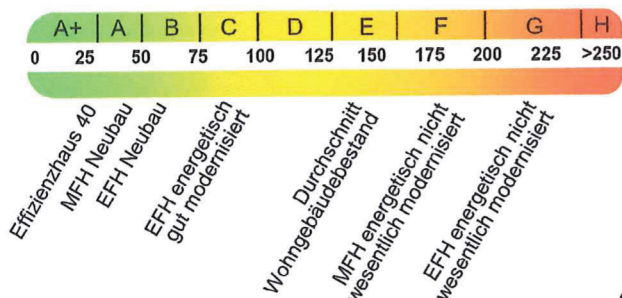 A+ A B C D E F G H
0 25 50 75 100 125 150 175 200 225 >250
Effizienzhaus 40
MFH Neubau
EFH Neubau
EFH energetisch
gut modernisiert
Durchschnitt
Wohngebäudebestand
MFH energetisch nicht
wesentlich modernisiert
EFH energetisch nicht
wesentlich modernisiert